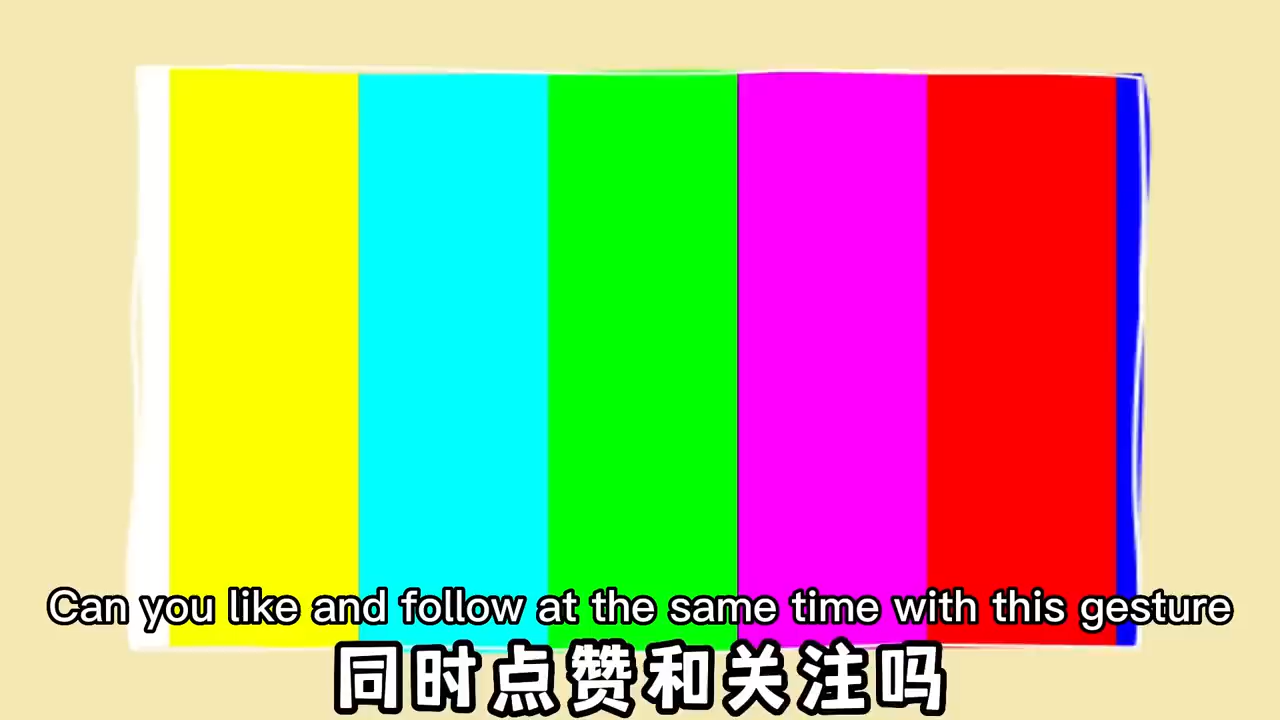 Can you like and follow at the same time with this gesture
同时点赞和关注吗